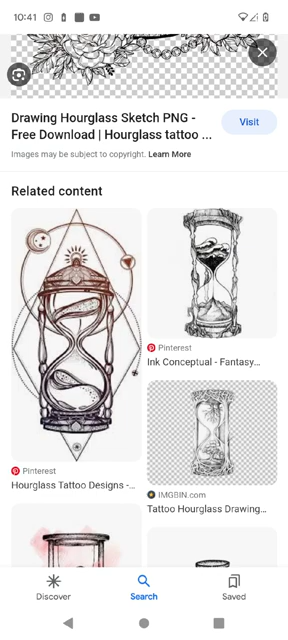 10:41
Drawing Hourglass Sketch PNG -
Free Download | Hourglass tattoo ...
Visit
Images may be subject to copyright. Learn More
Related content
Pinterest
Ink Conceptual - Fantasy...
IMGBIN.com
Tattoo Hourglass Drawing...
Pinterest
Hourglass Tattoo Designs -...
Discover
Search
Saved